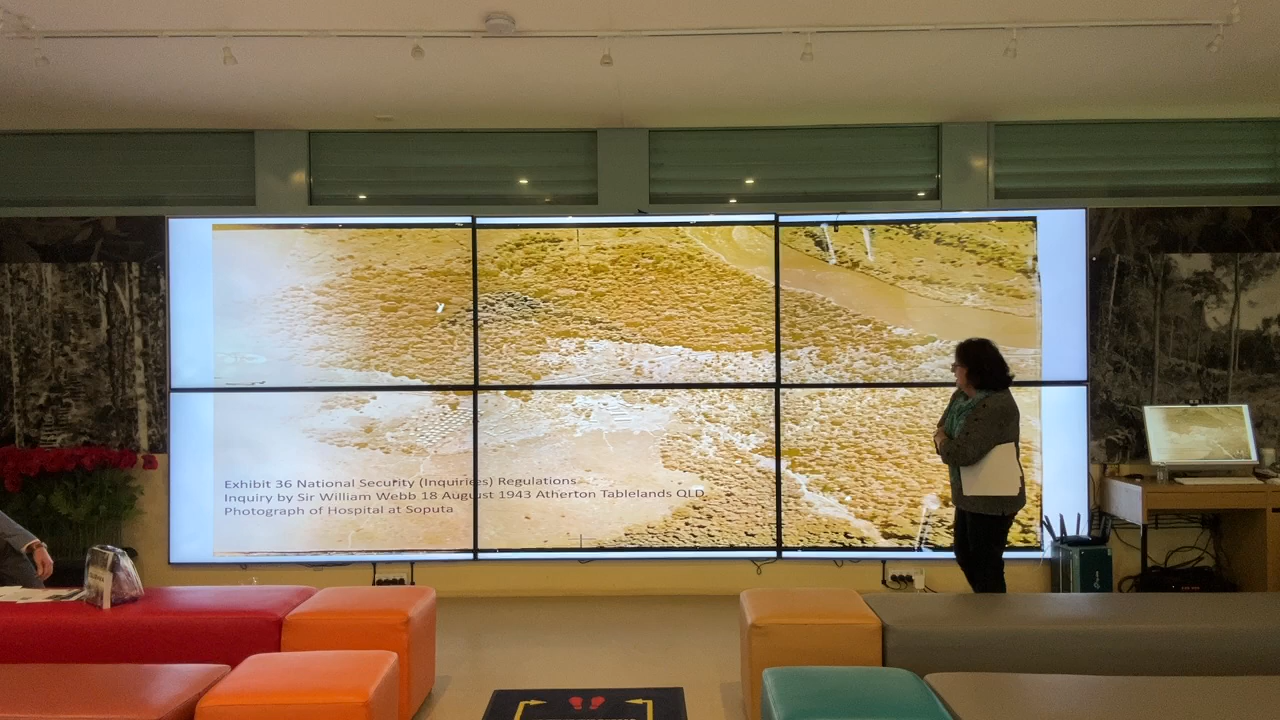 Exhibit 36 National Security (Inquiries) Regulations
Inquiry by Sir William Webb 18 August 1943 Atherton Tablelands QLD
Photograph of Hospital at Soputa